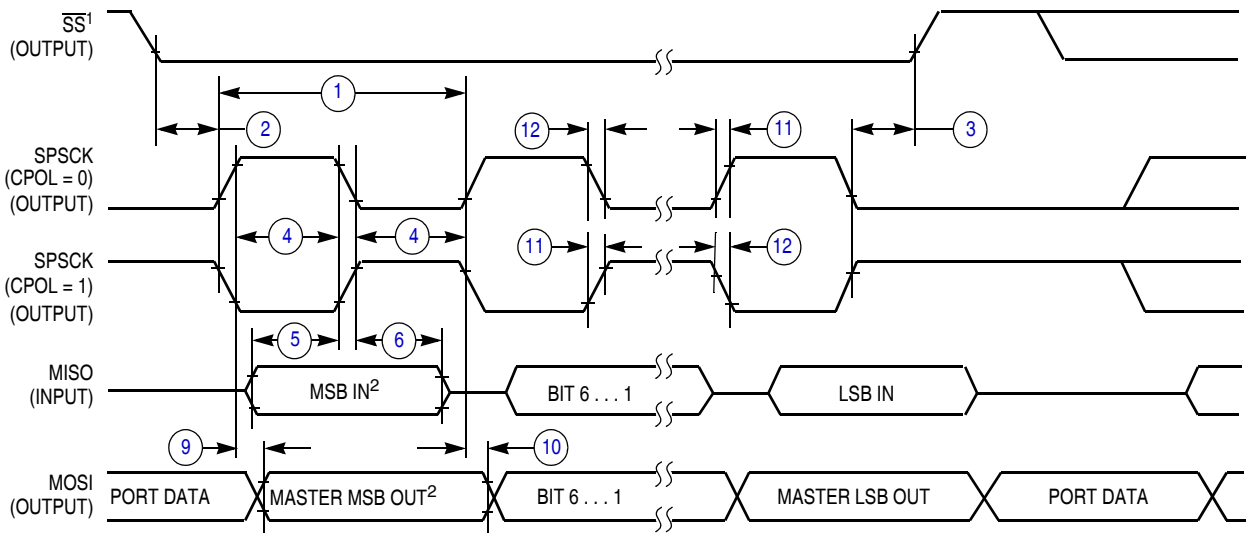 SS¹
(OUTPUT)
1
2
12
11
3
SPSCK
(CPOL = 0)
(OUTPUT)
4
4
SPSCK
(CPOL = 1)
(OUTPUT)
11
12
5
6
MISO
(INPUT)
MSB IN²
BIT 6 . . . 1
LSB IN
9
10
MOSI
(OUTPUT)
PORT DATA
MASTER MSB OUT²
BIT 6 . . . 1
MASTER LSB OUT
PORT DATA